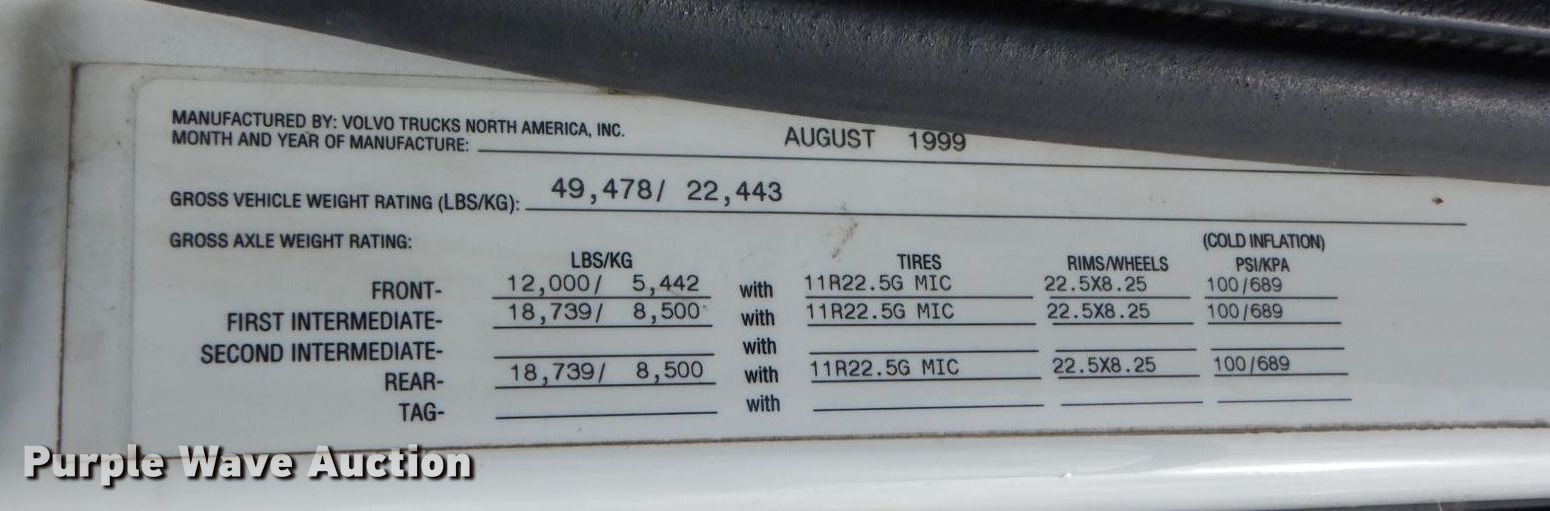 MANUFACTURED BY: VOLVO TRUCKS NORTH AMERICA, INC.
MONTH AND YEAR OF MANUFACTURE: AUGUST 1999
GROSS VEHICLE WEIGHT RATING (LBS/KG): 49,478/ 22,443
GROSS AXLE WEIGHT RATING: (COLD INFLATION)
LBS/KG TIRES RIMS/WHEELS PSI/KPA
FRONT- 12,000/ 5,442 with 11R22.5G MIC 22.5X8.25 100/689
FIRST INTERMEDIATE- 18,739/ 8,500 with 11R22.5G MIC 22.5X8.25 100/689
SECOND INTERMEDIATE- with
REAR- 18,739/ 8,500 with 11R22.5G MIC 22.5X8.25 100/689
TAG- with
Purple Wave Auction